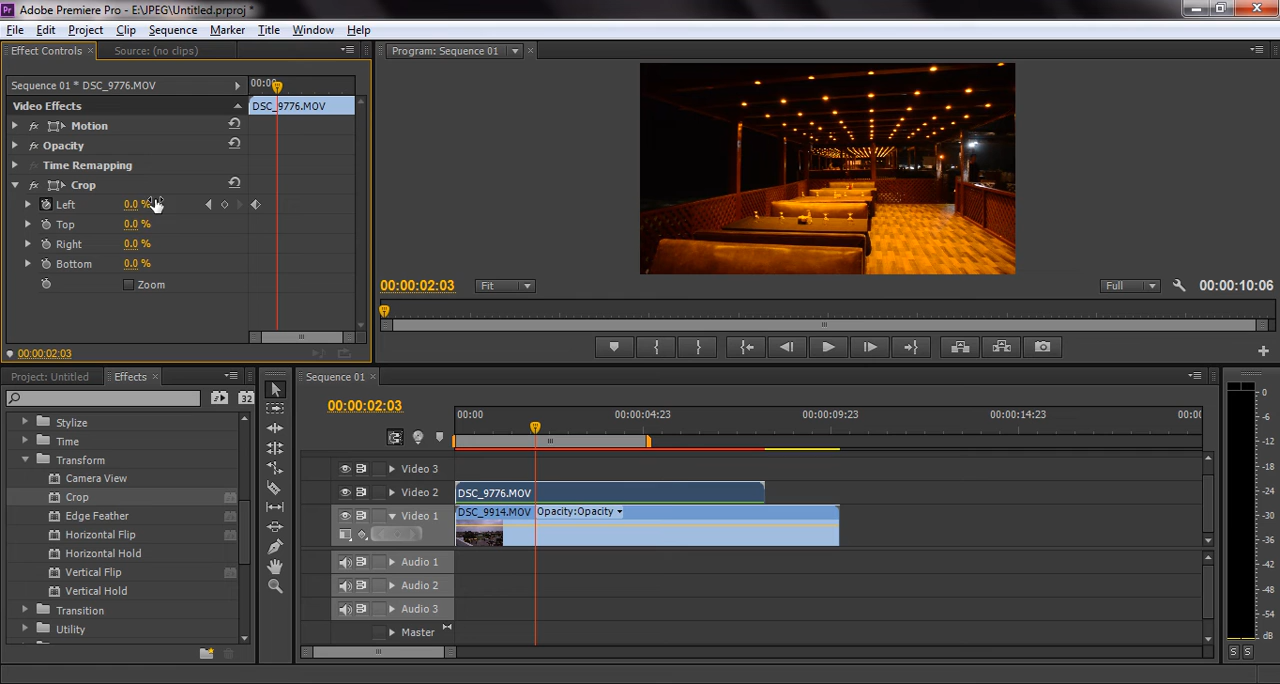 Adobe Premiere Pro - E:\JPEG\Untitled.prproj *
File Edit Project Clip Sequence Marker Title Window Help
Effect Controls Source: (no clips) Program: Sequence 01
Sequence 01 * DSC_9776.MOV 00:00
Video Effects DSC_9776.MOV
fx Motion
fx Opacity
Time Remapping
fx Crop
Left 0.0 %
Top 0.0 %
Right 0.0 %
Bottom 0.0 %
Zoom
00:00:02:03 Fit Full 00:00:10:06
00:00:02:03
Project: Untitled Effects Sequence 01
32 00:00:02:03
00:00 00:00:04:23 00:00:09:23 00:00:14:23 00:00
Stylize
Time
Transform
Camera View
Crop
Edge Feather
Horizontal Flip
Horizontal Hold
Vertical Flip
Vertical Hold
Transition
Utility
Video 3
Video 2 DSC_9776.MOV
Video 1 DSC_9914.MOV Opacity:Opacity
Audio 1
Audio 2
Audio 3
Master
0
-6
-12
-18
-24
-30
-36
-42
-48
-54
dB
S S